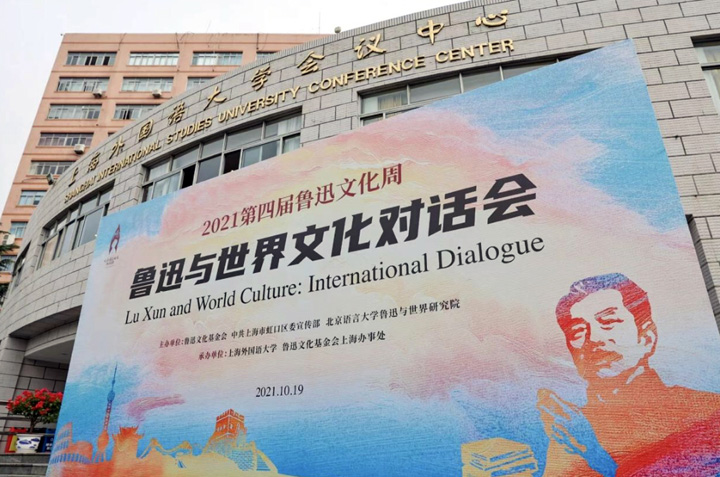 上海外国语大学会议中心
SHANGHAI INTERNATIONAL STUDIES UNIVERSITY CONFERENCE CENTER
2021第四届鲁迅文化周
鲁迅与世界文化对话会
Lu Xun and World Culture: International Dialogue
主办单位:鲁迅文化基金会 中共上海市虹口区委宣传部 北京语言大学鲁迅与世界研究院
承办单位:上海外国语大学 鲁迅文化基金会上海办事处
2021.10.19